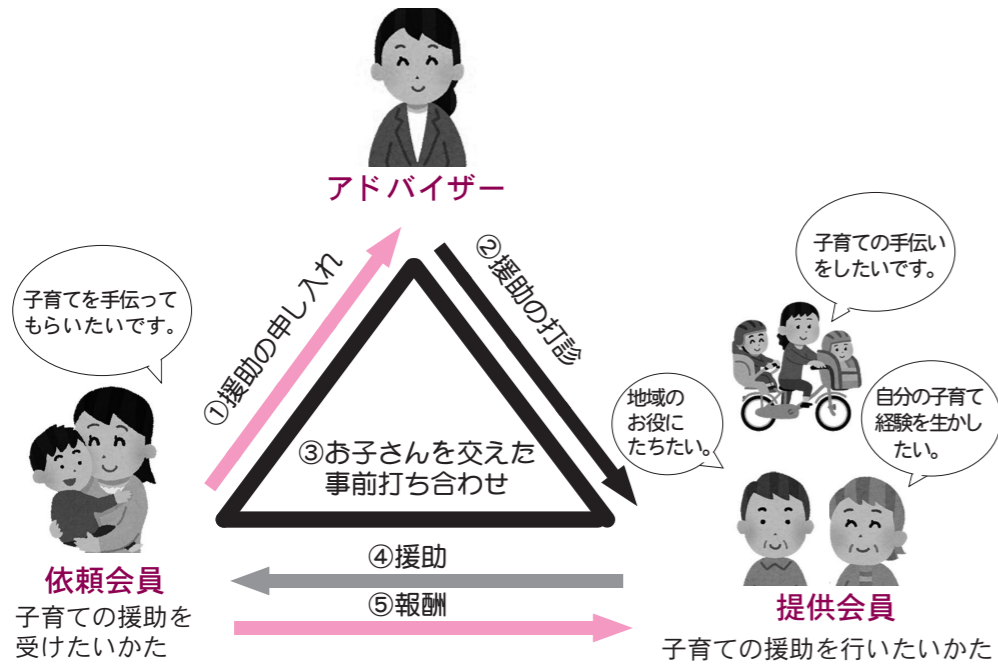 アドバイザー
①援助の申し入れ
②援助の打診
子育ての手伝い
をしたいです。
子育てを手伝って
もらいたいです。
地域の
お役に
たちたい。
自分の子育て
経験を生かし
たい。
③お子さんを交えた
事前打ち合わせ
④援助
⑤報酬
依頼会員
子育ての援助を
受けたいかた
提供会員
子育ての援助を行いたいかた